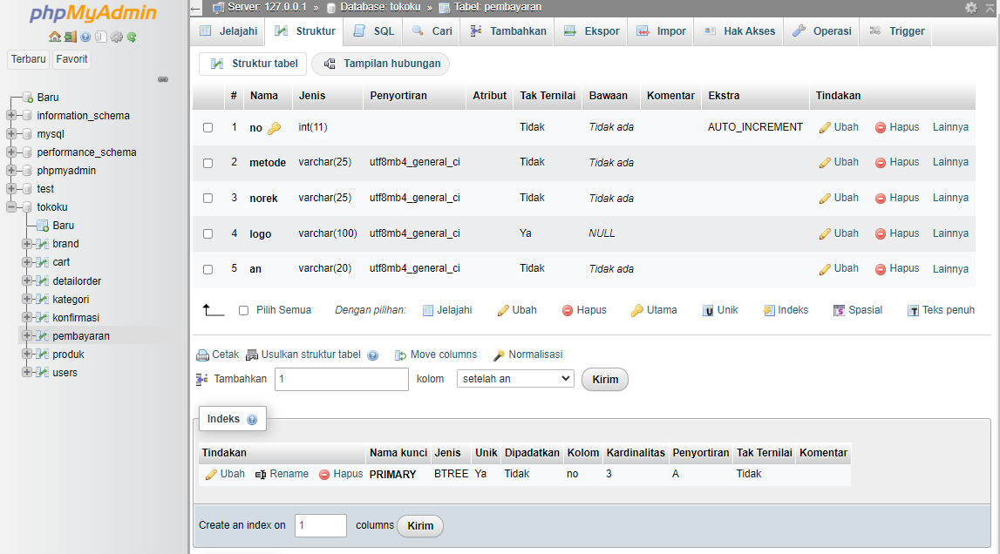 phpMyAdmin
Terbaru Favorit
Baru
information_schema
mysql
performance_schema
phpmyadmin
test
tokoku
Baru
brand
cart
detailorder
kategori
konfirmasi
pembayaran
produk
users
Server: 127.0.0.1 » Database: tokoku » Tabel: pembayaran
Jelajahi Struktur SQL Cari Tambahkan Ekspor Impor Hak Akses Operasi Trigger
Struktur tabel Tampilan hubungan
# Nama Jenis Penyortiran Atribut Tak Ternilai Bawaan Komentar Ekstra Tindakan
1 no int(11) Tidak Tidak ada AUTO_INCREMENT Ubah Hapus Lainnya
2 metode varchar(25) utf8mb4_general_ci Tidak Tidak ada Ubah Hapus Lainnya
3 norek varchar(25) utf8mb4_general_ci Tidak Tidak ada Ubah Hapus Lainnya
4 logo varchar(100) utf8mb4_general_ci Ya NULL Ubah Hapus Lainnya
5 an varchar(20) utf8mb4_general_ci Tidak Tidak ada Ubah Hapus Lainnya
Pilih Semua Dengan pilihan: Jelajahi Ubah Hapus Utama Unik Indeks Spasial Teks penuh
Cetak Usulkan struktur tabel Move columns Normalisasi
Tambahkan 1 kolom setelah an Kirim
Indeks
Tindakan Nama kunci Jenis Unik Dipadatkan Kolom Kardinalitas Penyortiran Tak Ternilai Komentar
Ubah Rename Hapus PRIMARY BTREE Ya Tidak no 3 A Tidak
Create an index on 1 columns Kirim